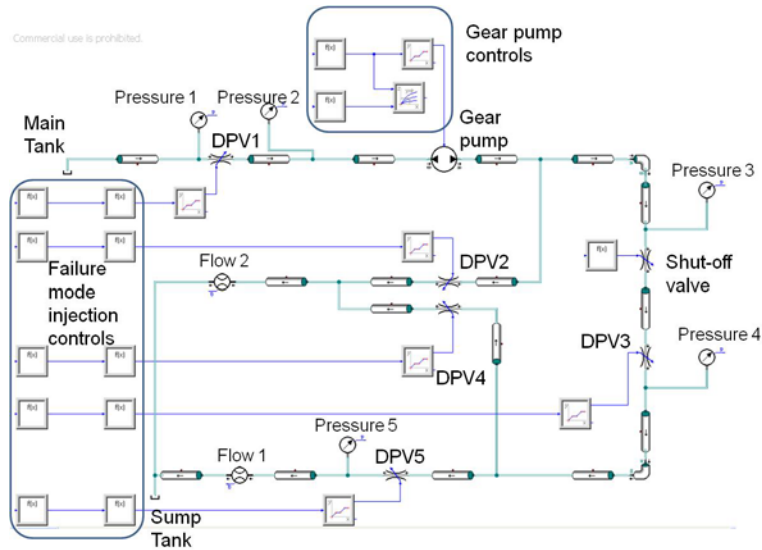 Commercial use is prohibited.
Gear pump
controls
f(x)
f(x)
Pressure 1
Pressure 2
Main
Tank
DPV1
Gear
pump
Pressure 3
f(x)
f(x)
f(x)
f(x)
Flow 2
DPV2
f(x)
Shut-off
valve
Failure
mode
injection
controls
DPV3
Pressure 4
f(x)
f(x)
DPV4
f(x)
f(x)
Pressure 5
Flow 1
DPV5
f(x)
f(x)
Sump
Tank